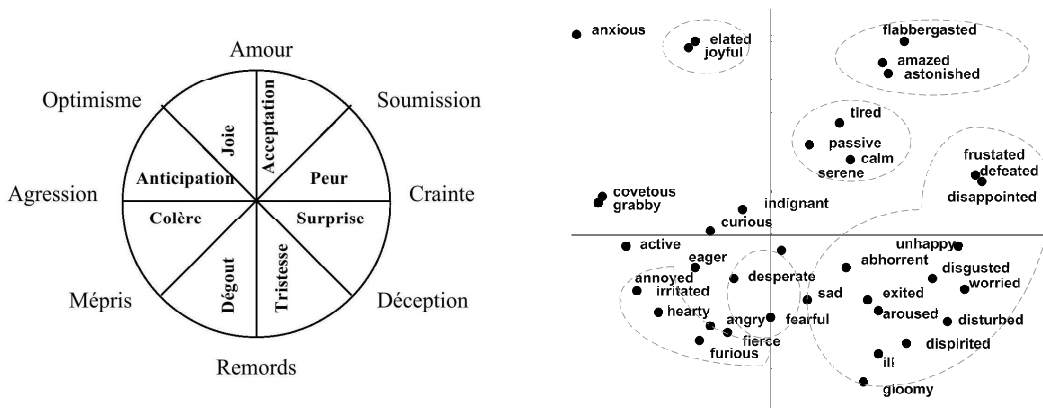 Amour
Optimisme
Soumission
Joie
Acceptation
Agression
Anticipation
Peur
Crainte
Colère
Surprise
Mépris
Dégout
Tristesse
Déception
Remords
anxious
elated
joyful
flabbergasted
amazed
astonished
tired
passive
calm
serene
frustated
defeated
disappointed
covetous
grabby
indignant
curious
active
unhappy
eager
abhorrent
annoyed
desperate
disgusted
irritated
worried
sad
exited
hearty
angry
fearful
aroused
disturbed
fierce
furious
dispirited
ill
gloomy